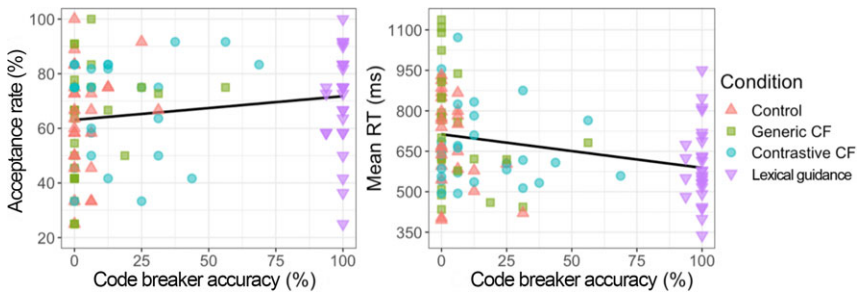 Acceptance rate (%)
100
80
60
40
20
0
25
50
75
100
Code breaker accuracy (%)
Mean RT (ms)
1100
950
800
650
500
350
0
25
50
75
100
Code breaker accuracy (%)
Condition
Control
Generic CF
Contrastive CF
Lexical guidance